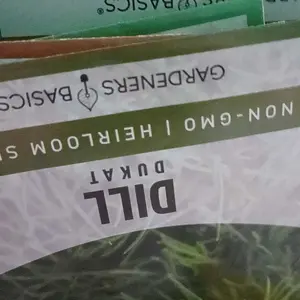 DILL
DUKAT
NON-GMO | HEIRLOOM
GARDENERS BASICS
BASICS